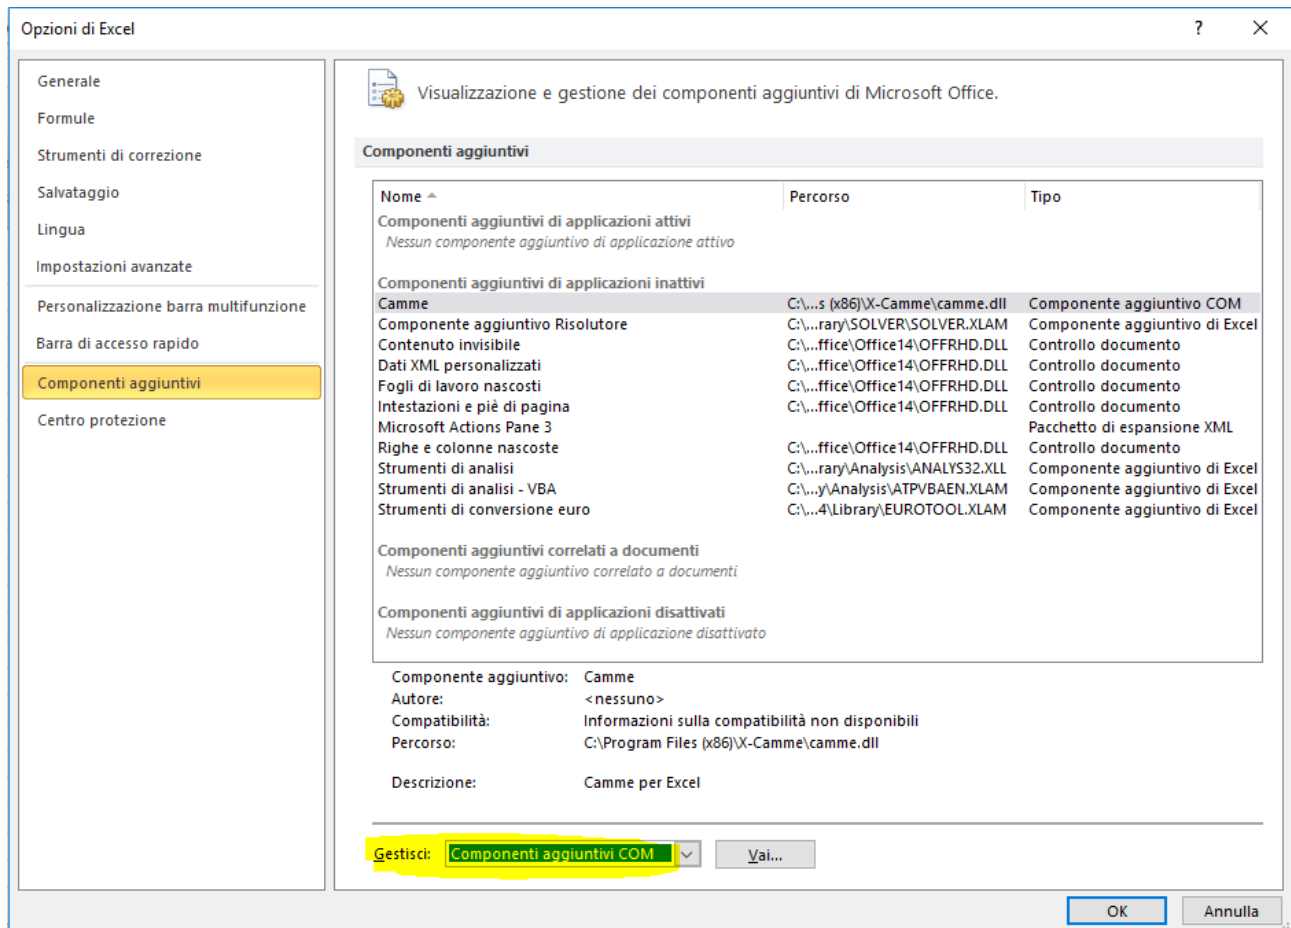 Opzioni di Excel
?
Generale
Formule
Strumenti di correzione
Salvataggio
Lingua
Impostazioni avanzate
Personalizzazione barra multifunzione
Barra di accesso rapido
Componenti aggiuntivi
Centro protezione
Visualizzazione e gestione dei componenti aggiuntivi di Microsoft Office.
Componenti aggiuntivi
Nome Percorso Tipo
Componenti aggiuntivi di applicazioni attivi
Nessun componente aggiuntivo di applicazione attivo
Componenti aggiuntivi di applicazioni inattivi
Camme C:\...s (x86)\X-Camme\camme.dll Componente aggiuntivo COM
Componente aggiuntivo Risolutore C:\...rary\SOLVER\SOLVER.XLAM Componente aggiuntivo di Excel
Contenuto invisibile C:\...ffice\Office14\OFFRHD.DLL Controllo documento
Dati XML personalizzati C:\...ffice\Office14\OFFRHD.DLL Controllo documento
Fogli di lavoro nascosti C:\...ffice\Office14\OFFRHD.DLL Controllo documento
Intestazioni e piè di pagina C:\...ffice\Office14\OFFRHD.DLL Controllo documento
Microsoft Actions Pane 3 Pacchetto di espansione XML
Righe e colonne nascoste C:\...ffice\Office14\OFFRHD.DLL Controllo documento
Strumenti di analisi C:\...rary\Analysis\ANALYS32.XLL Componente aggiuntivo di Excel
Strumenti di analisi - VBA C:\...y\Analysis\ATPVBAEN.XLAM Componente aggiuntivo di Excel
Strumenti di conversione euro C:\...4\Library\EUROTOOL.XLAM Componente aggiuntivo di Excel
Componenti aggiuntivi correlati a documenti
Nessun componente aggiuntivo correlato a documenti
Componenti aggiuntivi di applicazioni disattivati
Nessun componente aggiuntivo di applicazione disattivato
Componente aggiuntivo: Camme
Autore: <nessuno>
Compatibilità: Informazioni sulla compatibilità non disponibili
Percorso: C:\Program Files (x86)\X-Camme\camme.dll
Descrizione: Camme per Excel
Gestisci: Componenti aggiuntivi COM Vai...
OK Annulla